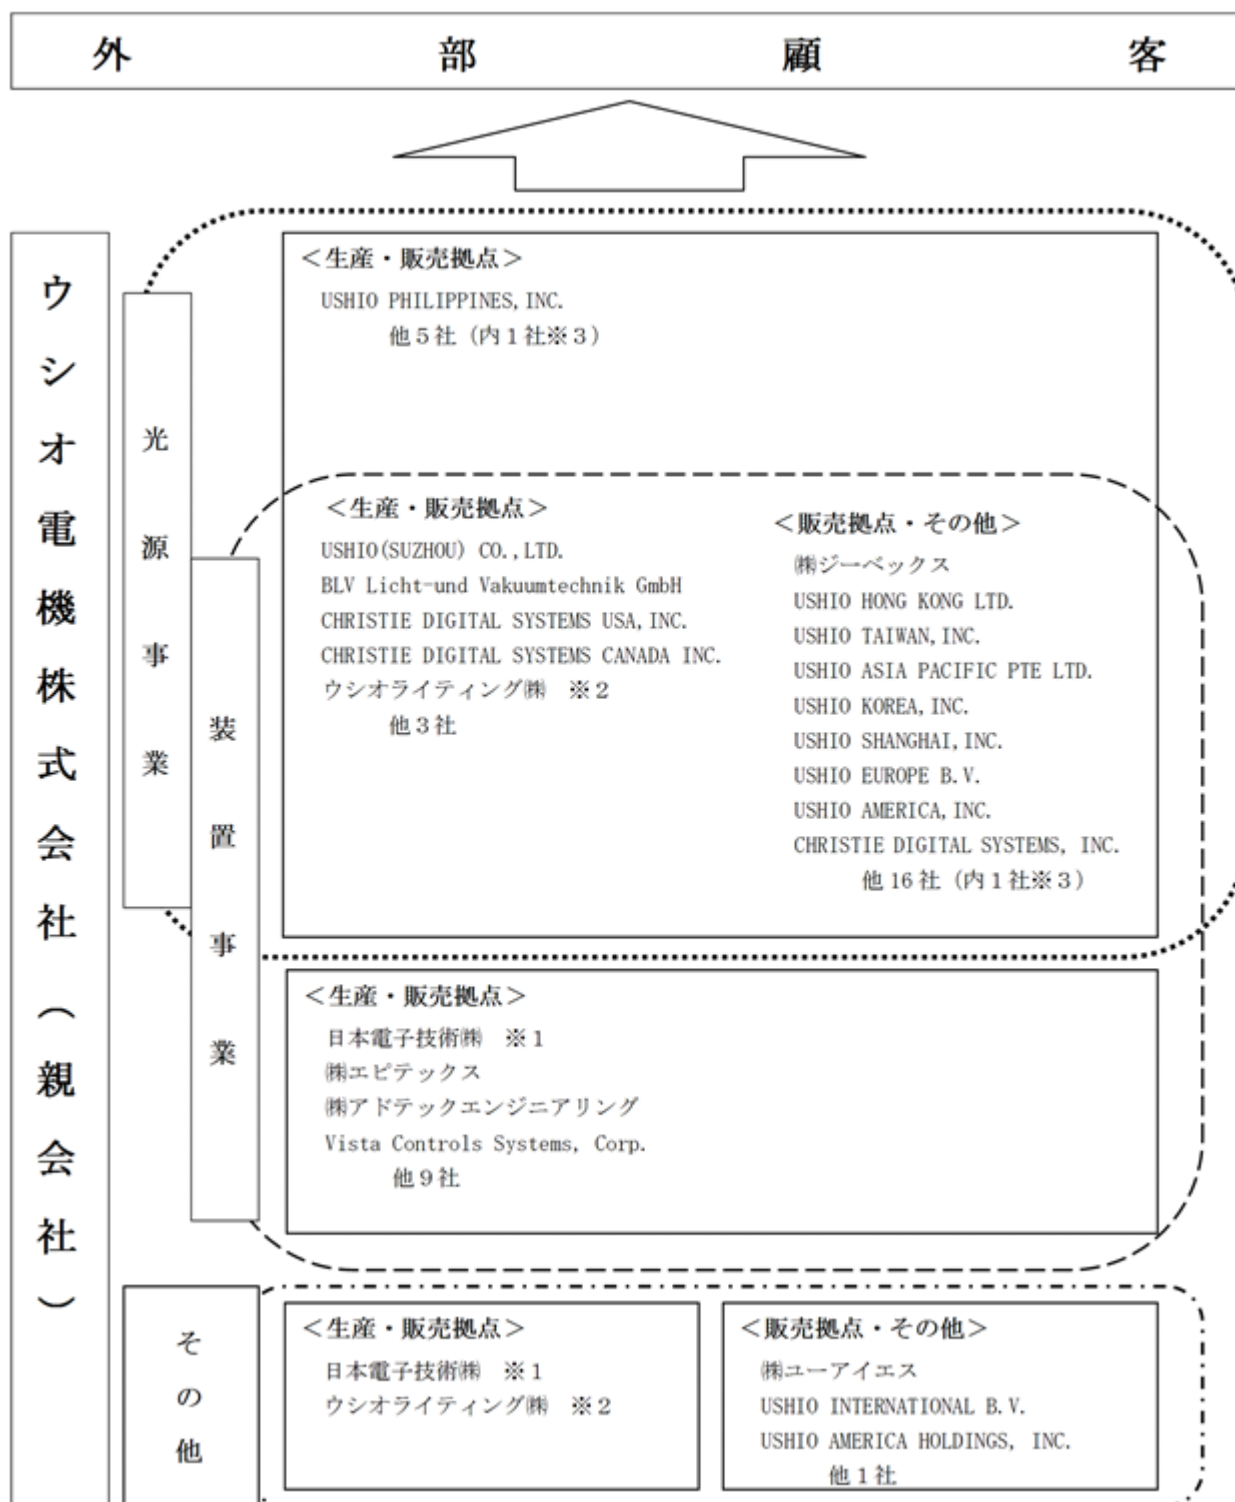 外部顧客
ウシオ電機株式会社（親会社）
光源事業
＜生産・販売拠点＞
USHIO PHILIPPINES,INC.
他５社（内１社※３）
装置事業
＜生産・販売拠点＞
USHIO(SUZHOU) CO.,LTD.
BLV Licht-und Vakuumtechnik GmbH
CHRISTIE DIGITAL SYSTEMS USA,INC.
CHRISTIE DIGITAL SYSTEMS CANADA INC.
ウシオライティング㈱　※２
他３社
＜販売拠点・その他＞
㈱ジーベックス
USHIO HONG KONG LTD.
USHIO TAIWAN,INC.
USHIO ASIA PACIFIC PTE LTD.
USHIO KOREA,INC.
USHIO SHANGHAI,INC.
USHIO EUROPE B.V.
USHIO AMERICA,INC.
CHRISTIE DIGITAL SYSTEMS, INC.
他 16 社（内１社※３）
＜生産・販売拠点＞
日本電子技術㈱　※１
㈱エピテックス
㈱アドテックエンジニアリング
Vista Controls Systems, Corp.
他９社
その他
＜生産・販売拠点＞
日本電子技術㈱　※１
ウシオライティング㈱　※２
＜販売拠点・その他＞
㈱ユーアイエス
USHIO INTERNATIONAL B.V.
USHIO AMERICA HOLDINGS, INC.
他１社